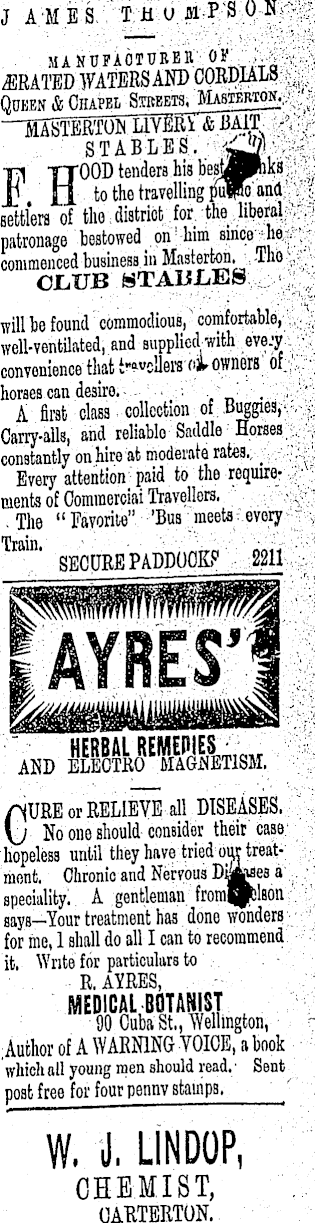 JAMES THOMPSON
MANUFACTURER OF
ÆRATED WATERS AND CORDIALS
QUEEN & CHAPEL STREETS, MASTERTON.
MASTERTON LIVERY & BAIT
STABLES.
F. HOOD tenders his best
to the travelling and
settlers of the district for the liberal
patronage bestowed on him since he
commenced business in Masterton. The
CLUB STABLES
will be found commodious, comfortable,
well-ventilated, and supplied with every
convenience that travellers owners of
horses can desire.
A first class collection of Buggies,
Carry-alls, and reliable Saddle Horses
constantly on hire at moderate rates.
Every attention paid to the require-
ments of Commercial Travellers.
The "Favorite" 'Bus meets every
Train.
SECURE PADDOCKS 2211
AYRES'
HERBAL REMEDIES
AND ELECTRO MAGNETISM.
CURE or RELIEVE all DISEASES.
No one should consider their case
hopeless until they have tried our treat-
ment. Chronic and Nervous a
speciality. A gentleman from
says—Your treatment has done wonders
for me, I shall do all I can to recommend
it. Write for particulars to
R. AYRES,
MEDICAL BOTANIST
90 Cuba St., Wellington,
Author of A WARNING VOICE, a book
which all young men should read. Sent
post free for four penny stamps.
W. J. LINDOP,
CHEMIST,
CARTERTON.